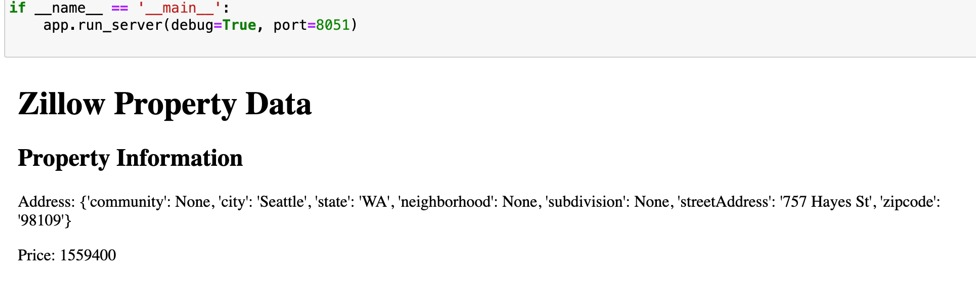 if __name__ == '__main__':
    app.run_server(debug=True, port=8051)
Zillow Property Data
Property Information
Address: {'community': None, 'city': 'Seattle', 'state': 'WA', 'neighborhood': None, 'subdivision': None, 'streetAddress': '757 Hayes St', 'zipcode':
'98109'}
Price: 1559400